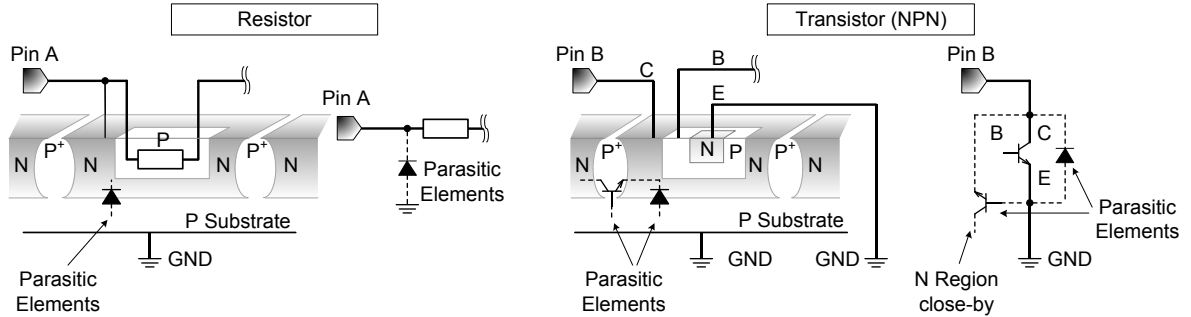 Resistor
Pin A
P
N
P+
N
N
P+
N
Parasitic
Elements
P Substrate
GND
Pin A
Parasitic
Elements
Transistor (NPN)
Pin B
C
B
E
N
P+
N
N
P
P+
N
N
P Substrate
Parasitic
Elements
GND
GND
Pin B
B
C
E
Parasitic
Elements
N Region
close-by